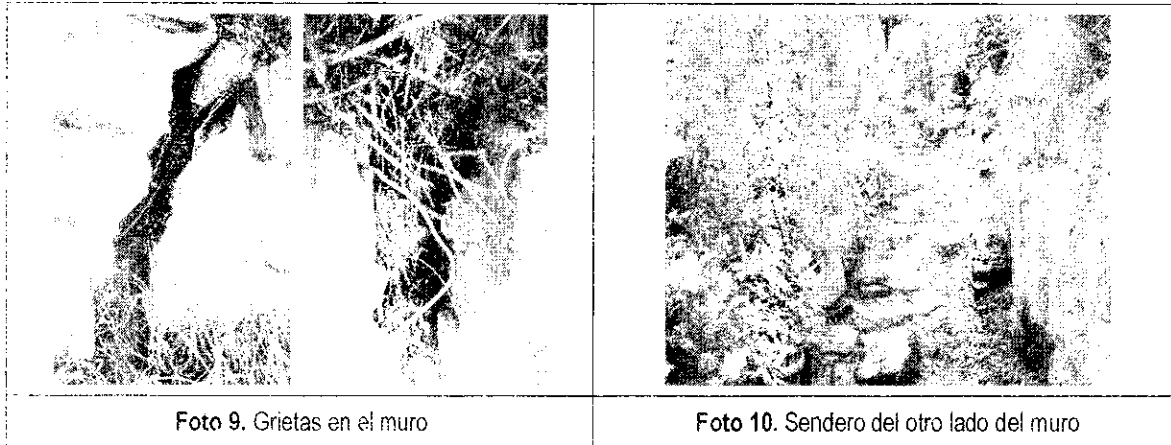 Foto 9. Grietas en el muro
Foto 10. Sendero del otro lado del muro